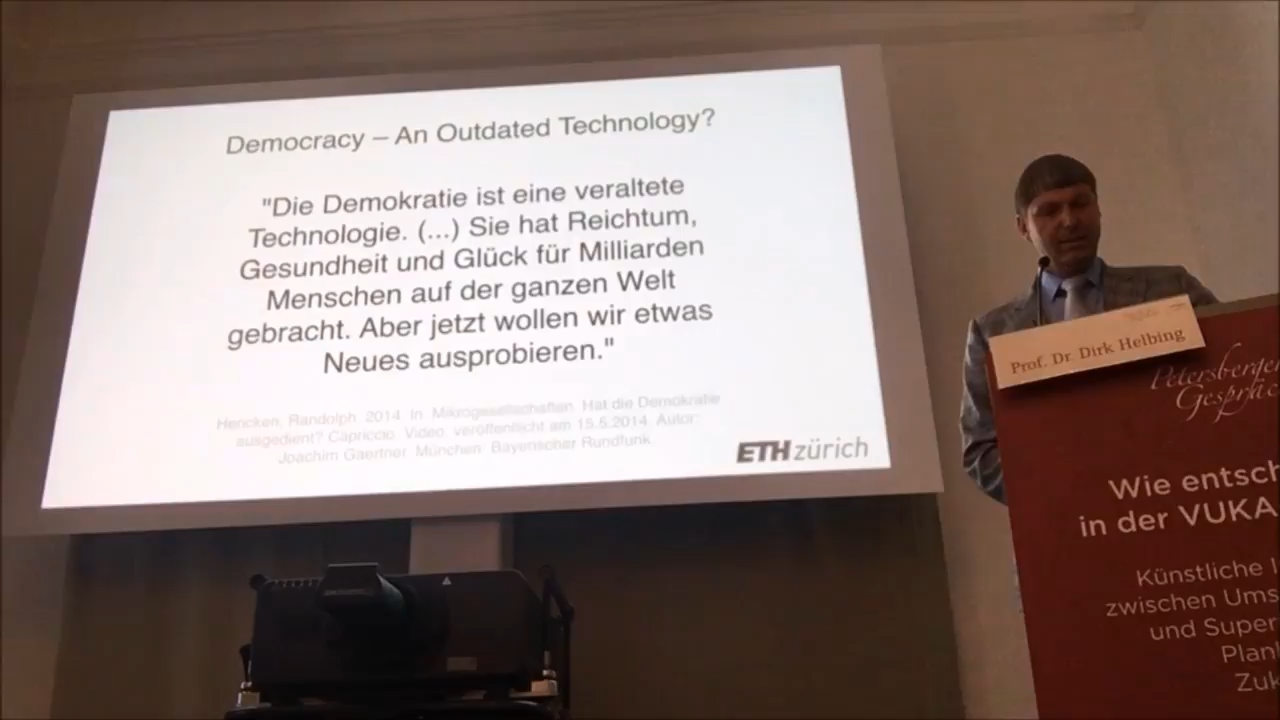 Democracy – An Outdated Technology?
"Die Demokratie ist eine veraltete
Technologie. (...) Sie hat Reichtum,
Gesundheit und Glück für Milliarden
Menschen auf der ganzen Welt
gebracht. Aber jetzt wollen wir etwas
Neues ausprobieren."
Hencken, Randolph. 2014. In: Mikrogesellschaften. Hat die Demokratie
ausgedient? Capriccio. Video, veröffentlicht am 15.5.2014. Autor:
Joachim Gaertner. München: Bayerischer Rundfunk.
ETH zürich
Prof. Dr. Dirk Helbing
Petersberger
Gespräc
Wie entsch
in der VUKA
Künstliche I
zwischen Ums
und Super
Plan
Zuk